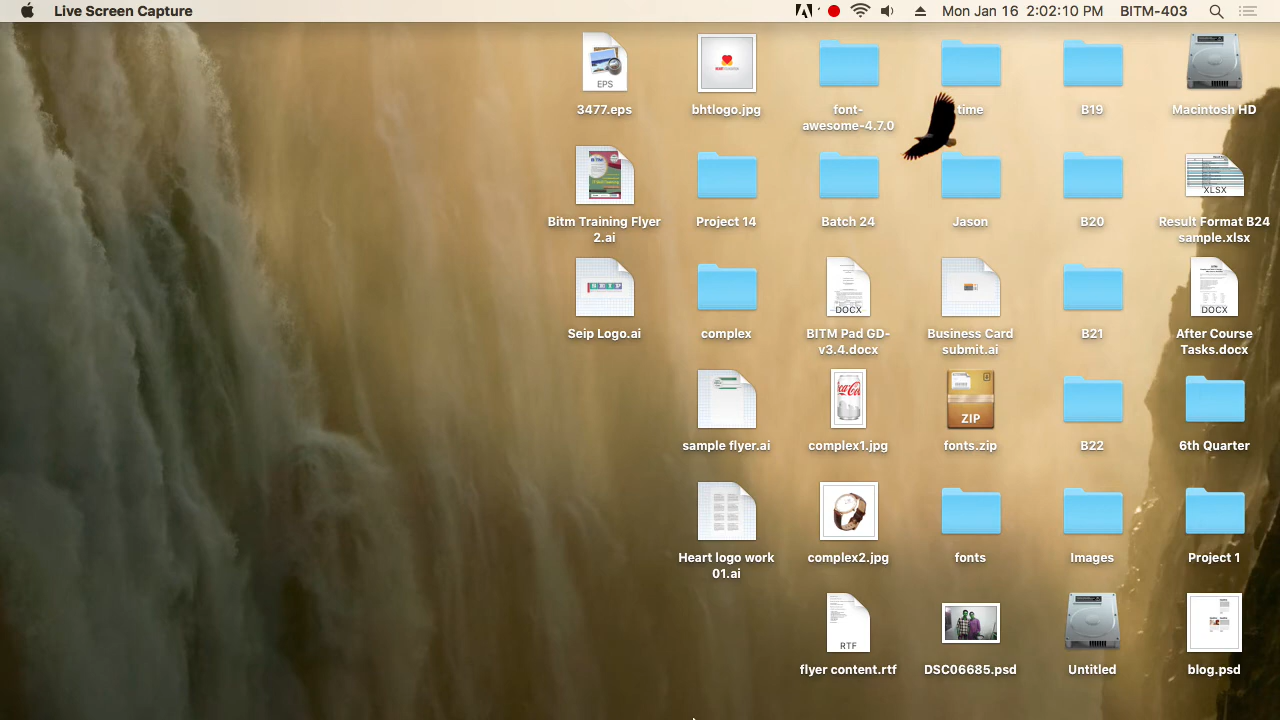 Live Screen Capture
Mon Jan 16 2:02:10 PM BITM-403
EPS
3477.eps
bhtlogo.jpg
font-
awesome-4.7.0
time
B19
Macintosh HD
Bitm Training Flyer
2.ai
Project 14
Batch 24
Jason
B20
XLSX
Result Format B24
sample.xlsx
Seip Logo.ai
complex
DOCX
BITM Pad GD-
v3.4.docx
Business Card
submit.ai
B21
DOCX
After Course
Tasks.docx
sample flyer.ai
complex1.jpg
ZIP
fonts.zip
B22
6th Quarter
Heart logo work
01.ai
complex2.jpg
fonts
Images
Project 1
RTF
flyer content.rtf
DSC06685.psd
Untitled
blog.psd